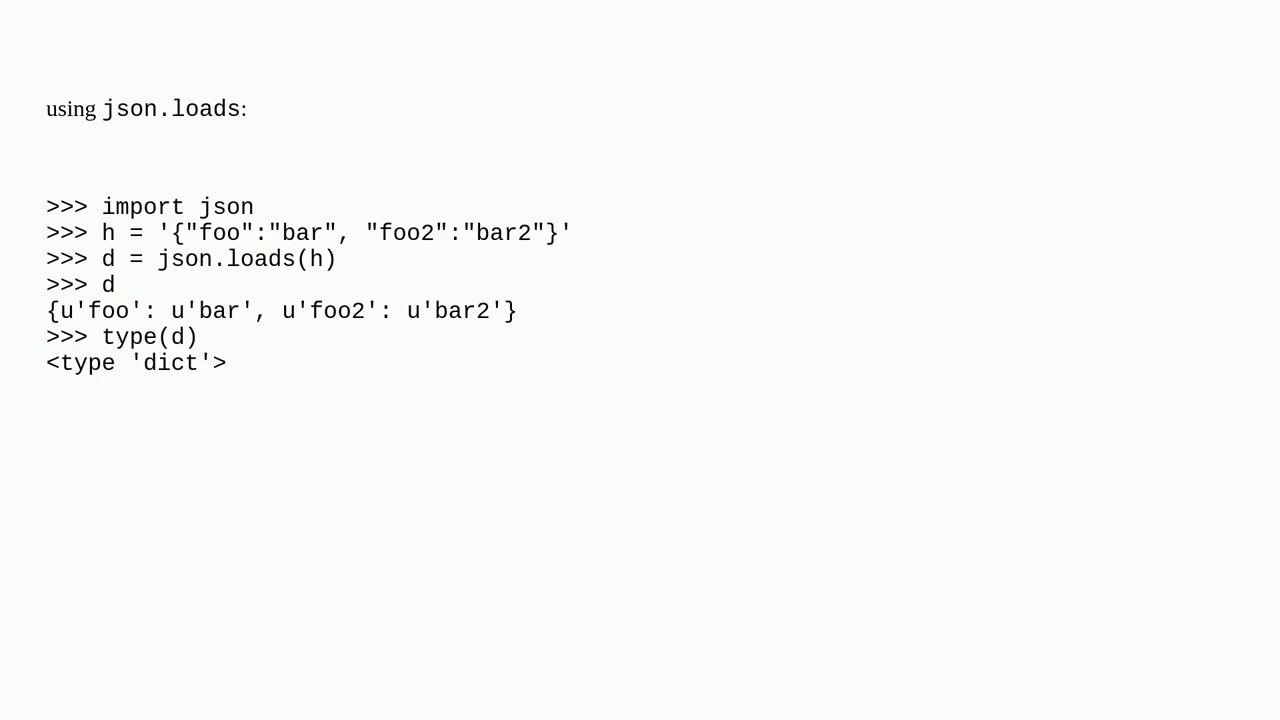 using json.loads:
>>> import json
>>> h = '{"foo":"bar", "foo2":"bar2"}'
>>> d = json.loads(h)
>>> d
{u'foo': u'bar', u'foo2': u'bar2'}
>>> type(d)
<type 'dict'>